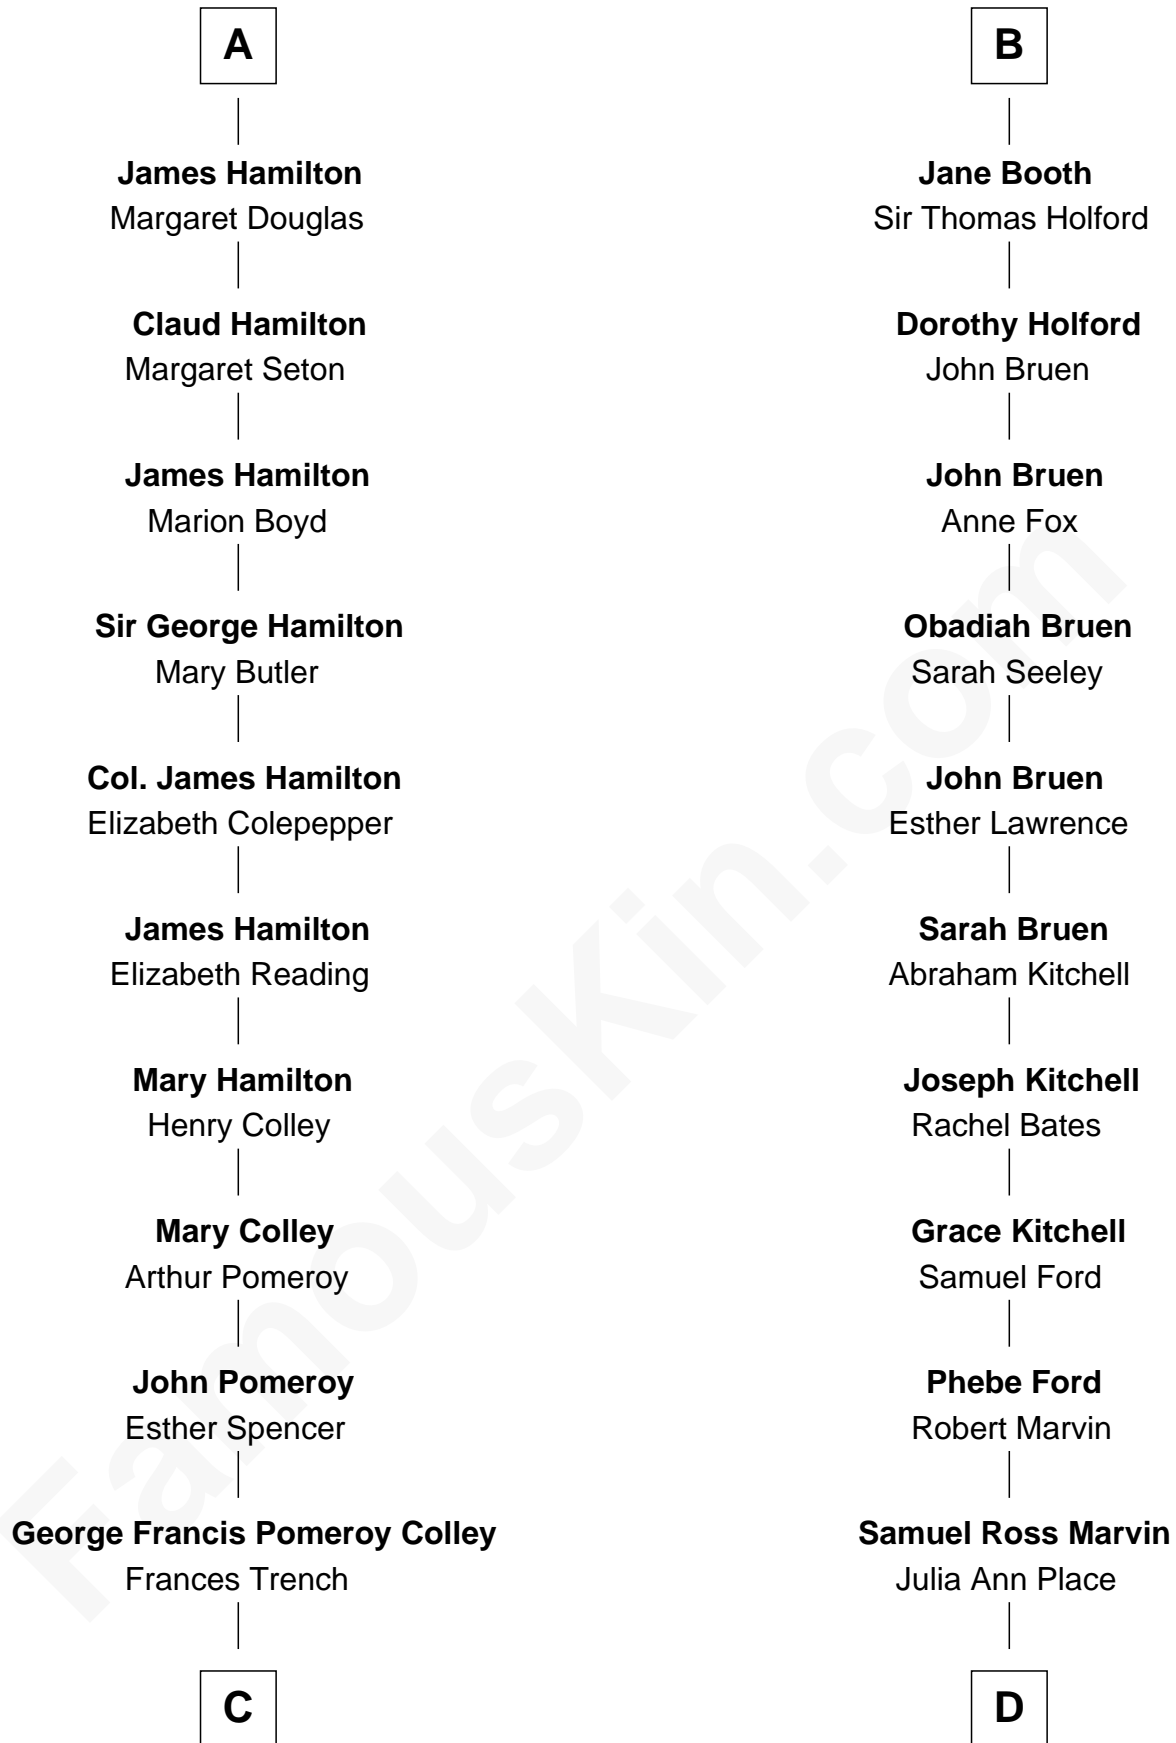 A
James Hamilton
Margaret Douglas
Claud Hamilton
Margaret Seton
James Hamilton
Marion Boyd
Sir George Hamilton
Mary Butler
Col. James Hamilton
Elizabeth Colepepper
James Hamilton
Elizabeth Reading
Mary Hamilton
Henry Colley
Mary Colley
Arthur Pomeroy
John Pomeroy
Esther Spencer
George Francis Pomeroy Colley
Frances Trench
C
B
Jane Booth
Sir Thomas Holford
Dorothy Holford
John Bruen
John Bruen
Anne Fox
Obadiah Bruen
Sarah Seeley
John Bruen
Esther Lawrence
Sarah Bruen
Abraham Kitchell
Joseph Kitchell
Rachel Bates
Grace Kitchell
Samuel Ford
Phebe Ford
Robert Marvin
Samuel Ross Marvin
Julia Ann Place
D
FamousKin.com